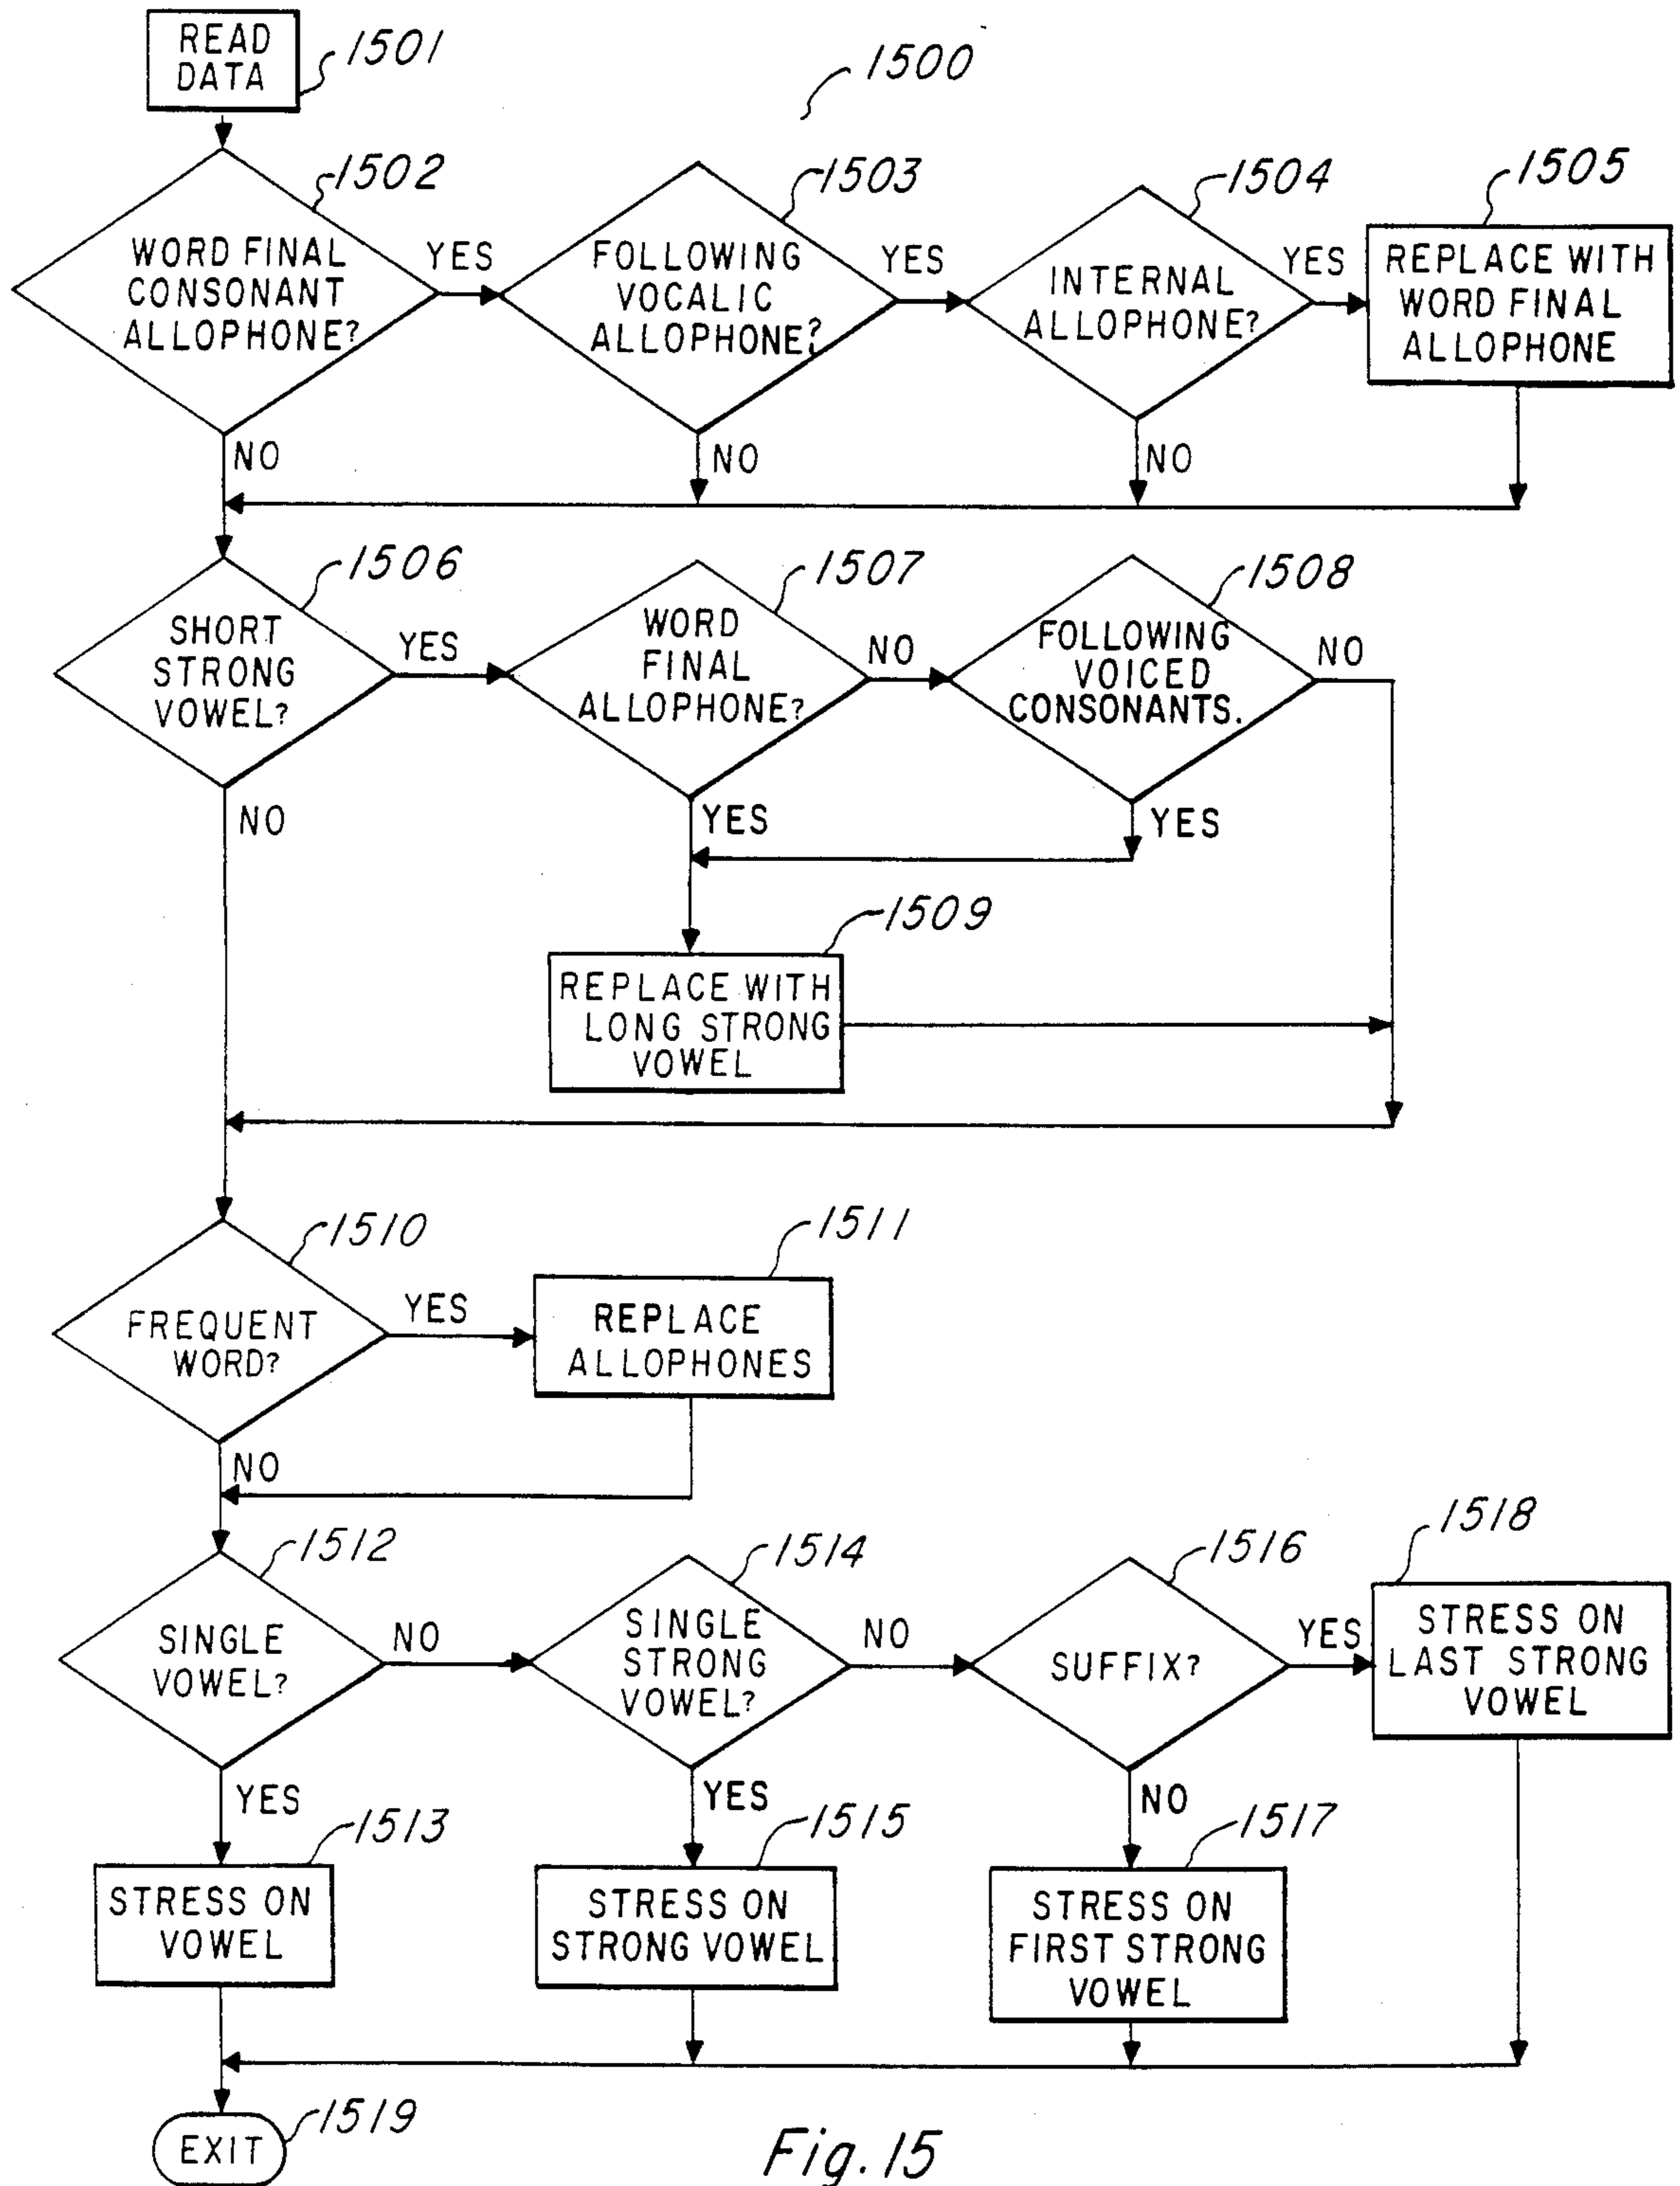 READ
DATA
1501
1500
1502
WORD FINAL
CONSONANT
ALLOPHONE?
YES
NO
1503
FOLLOWING
VOCALIC
ALLOPHONE?
YES
NO
1504
INTERNAL
ALLOPHONE?
YES
NO
1505
REPLACE WITH
WORD FINAL
ALLOPHONE
1506
SHORT
STRONG
VOWEL?
YES
NO
1507
WORD
FINAL
ALLOPHONE?
NO
YES
1508
FOLLOWING
VOICED
CONSONANTS.
NO
YES
1509
REPLACE WITH
LONG STRONG
VOWEL
1510
FREQUENT
WORD?
YES
NO
1511
REPLACE
ALLOPHONES
1512
SINGLE
VOWEL?
NO
YES
1514
SINGLE
STRONG
VOWEL?
NO
YES
1516
SUFFIX?
YES
NO
1518
STRESS ON
LAST STRONG
VOWEL
1513
STRESS ON
VOWEL
1515
STRESS ON
STRONG VOWEL
1517
STRESS ON
FIRST STRONG
VOWEL
1519
EXIT
Fig. 15